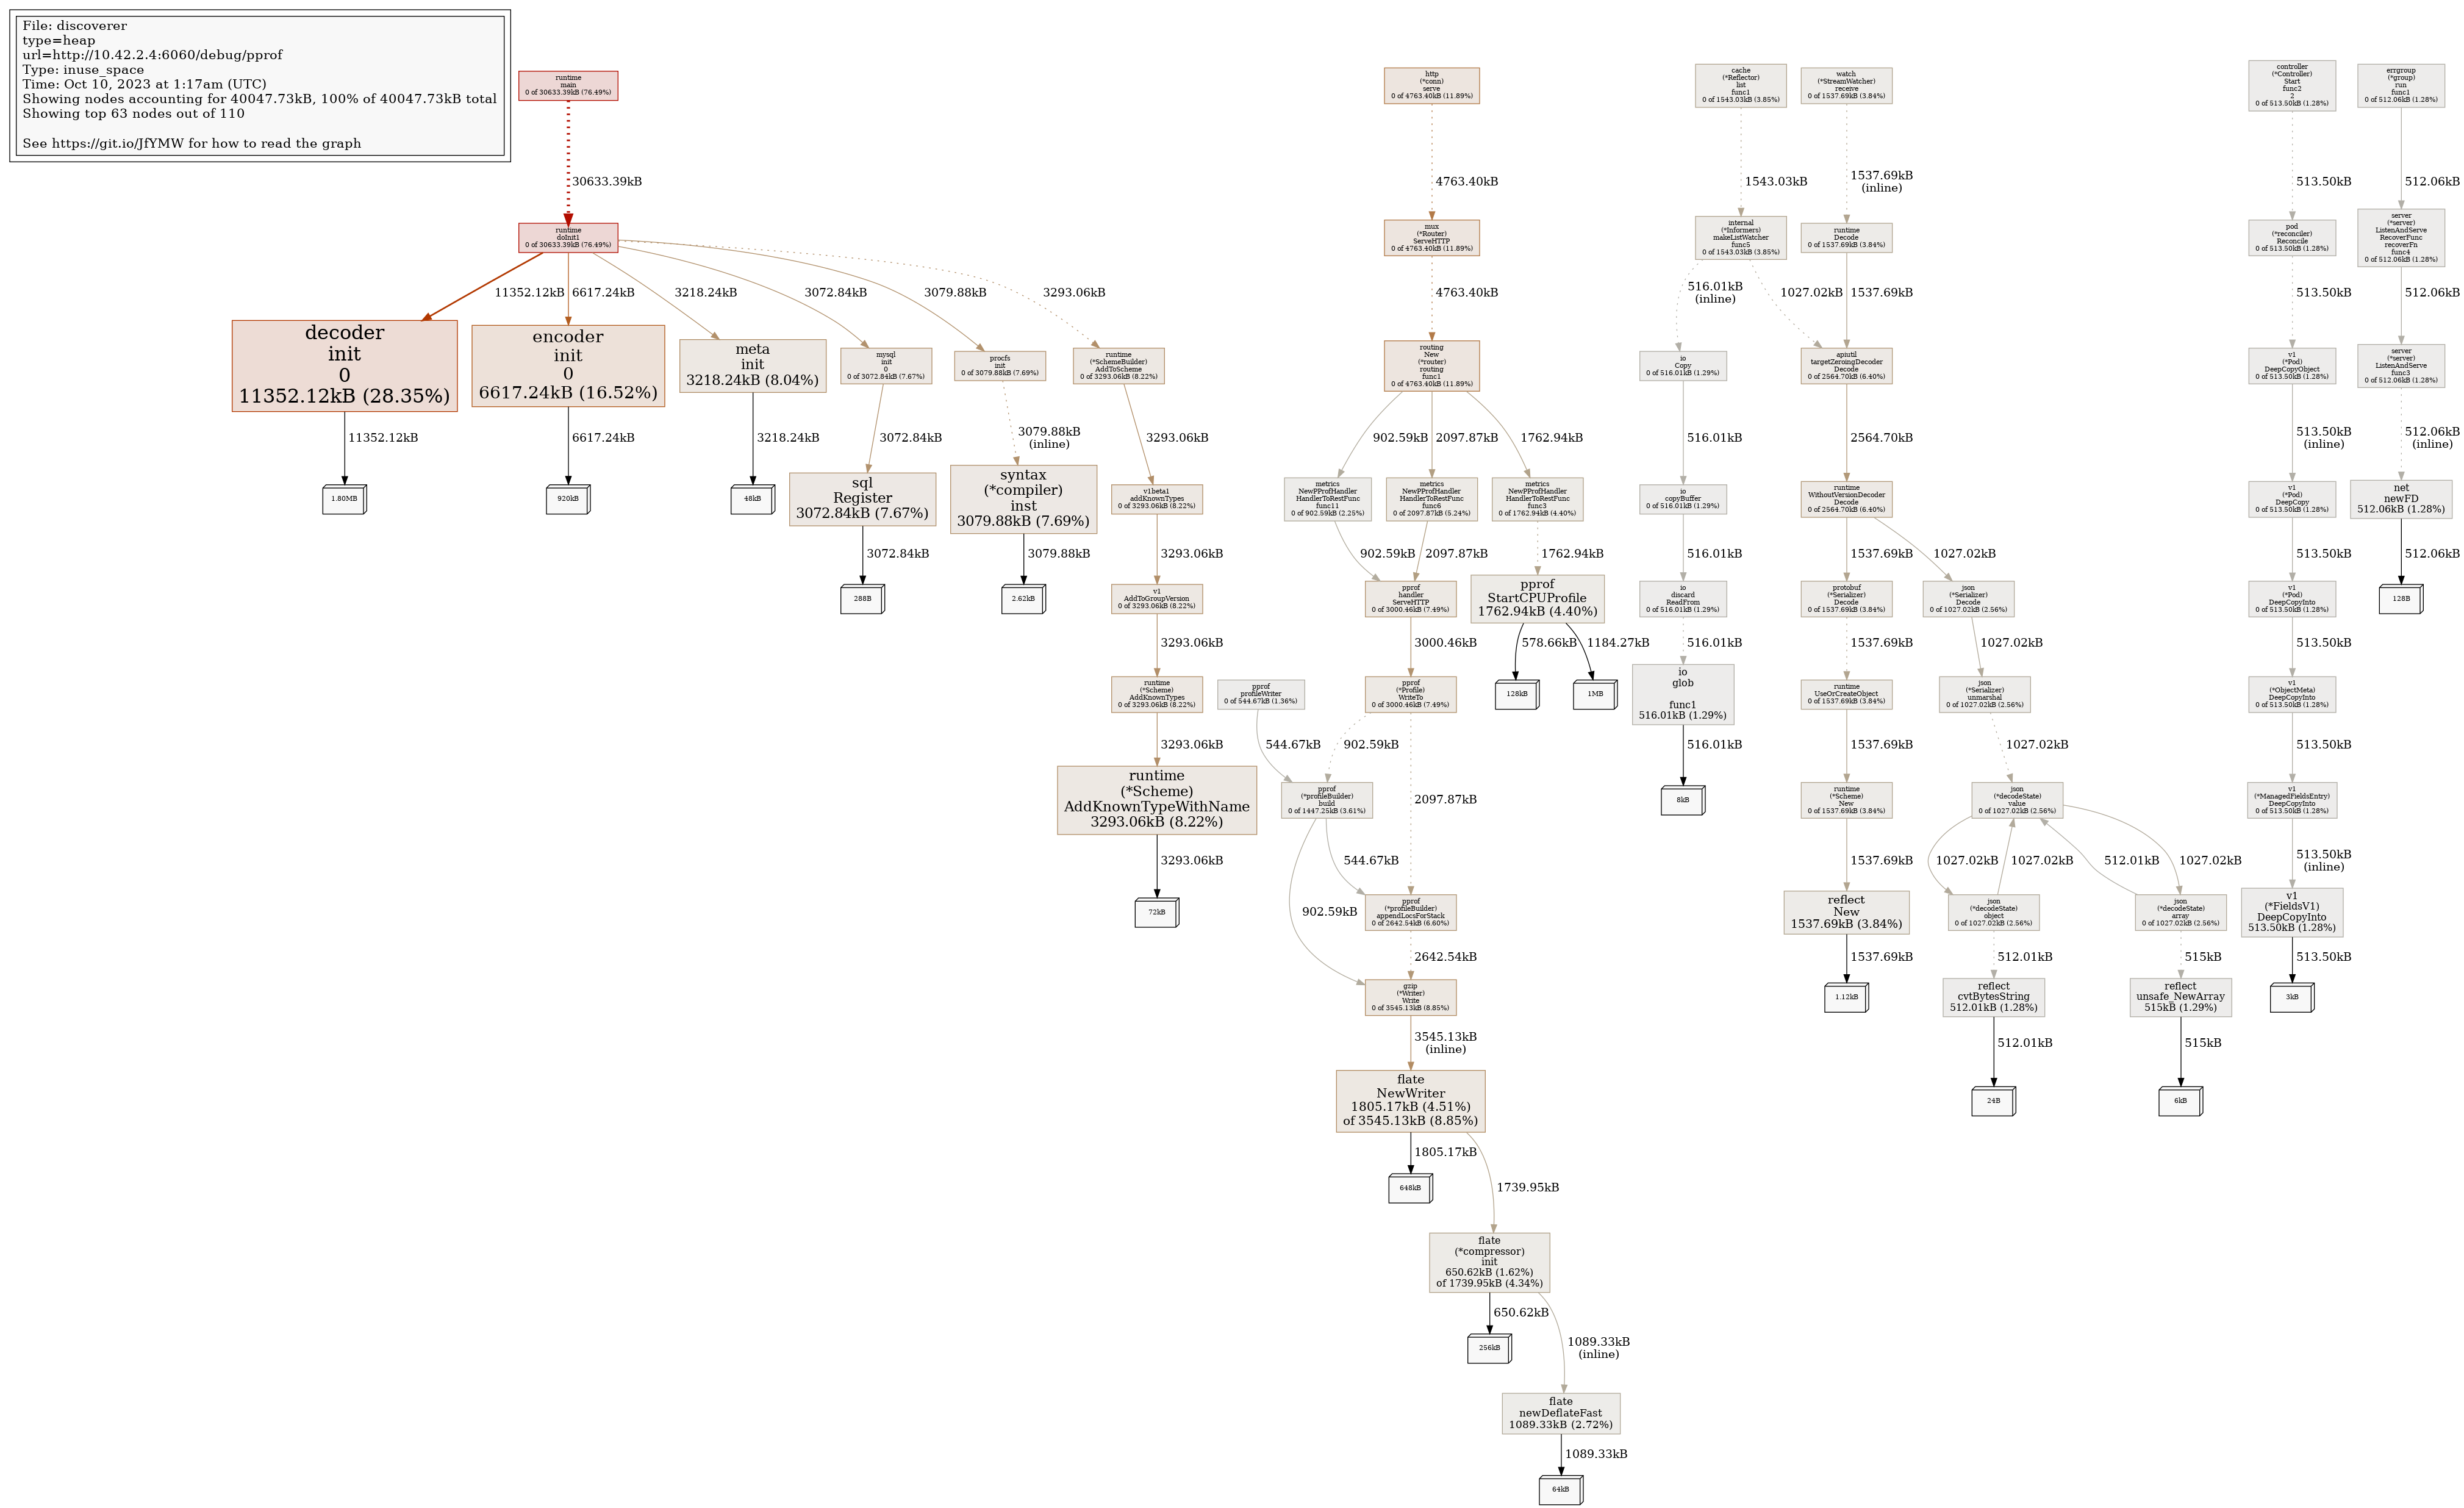 File: discoverer
type=heap
url=http://10.42.2.4:6060/debug/pprof
Type: inuse_space
Time: Oct 10, 2023 at 1:17am (UTC)
Showing nodes accounting for 40047.73kB, 100% of 40047.73kB total
Showing top 63 nodes out of 110
See https://git.io/JfYMW for how to read the graph
runtime
main
0 of 30633.39kB (76.49%)
30633.39kB
runtime
doInit1
0 of 30633.39kB (76.49%)
11352.12kB
6617.24kB
3218.24kB
3072.84kB
3079.88kB
3293.06kB
decoder
init
0
11352.12kB (28.35%)
11352.12kB
1.80MB
encoder
init
0
6617.24kB (16.52%)
6617.24kB
920kB
meta
init
3218.24kB (8.04%)
3218.24kB
48kB
mysql
init
0
0 of 3072.84kB (7.67%)
3072.84kB
sql
Register
3072.84kB (7.67%)
3072.84kB
288B
procfs
init
0 of 3079.88kB (7.69%)
3079.88kB
(inline)
syntax
(*compiler)
inst
3079.88kB (7.69%)
3079.88kB
2.62kB
runtime
(*SchemeBuilder)
AddToScheme
0 of 3293.06kB (8.22%)
3293.06kB
v1beta1
addKnownTypes
0 of 3293.06kB (8.22%)
3293.06kB
v1
AddToGroupVersion
0 of 3293.06kB (8.22%)
3293.06kB
runtime
(*Scheme)
AddKnownTypes
0 of 3293.06kB (8.22%)
3293.06kB
runtime
(*Scheme)
AddKnownTypeWithName
3293.06kB (8.22%)
3293.06kB
72kB
http
(*conn)
serve
0 of 4763.40kB (11.89%)
4763.40kB
mux
(*Router)
ServeHTTP
0 of 4763.40kB (11.89%)
4763.40kB
routing
New
(*router)
routing
func1
0 of 4763.40kB (11.89%)
902.59kB
2097.87kB
1762.94kB
metrics
NewPProfHandler
HandlerToRestFunc
func11
0 of 902.59kB (2.25%)
902.59kB
metrics
NewPProfHandler
HandlerToRestFunc
func6
0 of 2097.87kB (5.24%)
2097.87kB
metrics
NewPProfHandler
HandlerToRestFunc
func3
0 of 1762.94kB (4.40%)
1762.94kB
pprof
handler
ServeHTTP
0 of 3000.46kB (7.49%)
3000.46kB
pprof
StartCPUProfile
1762.94kB (4.40%)
578.66kB
1184.27kB
128kB
1MB
pprof
profileWriter
0 of 544.67kB (1.36%)
544.67kB
pprof
(*Profile)
WriteTo
0 of 3000.46kB (7.49%)
902.59kB
2097.87kB
pprof
(*profileBuilder)
build
0 of 1447.25kB (3.61%)
544.67kB
902.59kB
pprof
(*profileBuilder)
appendLocsForStack
0 of 2642.54kB (6.60%)
2642.54kB
gzip
(*Writer)
Write
0 of 3545.13kB (8.85%)
3545.13kB
(inline)
flate
NewWriter
1805.17kB (4.51%)
of 3545.13kB (8.85%)
1805.17kB
648kB
1739.95kB
flate
(*compressor)
init
650.62kB (1.62%)
of 1739.95kB (4.34%)
650.62kB
256kB
1089.33kB
(inline)
flate
newDeflateFast
1089.33kB (2.72%)
1089.33kB
64kB
cache
(*Reflector)
list
func1
0 of 1543.03kB (3.85%)
1543.03kB
internal
(*Informers)
makeListWatcher
func5
0 of 1543.03kB (3.85%)
516.01kB
(inline)
1027.02kB
io
Copy
0 of 516.01kB (1.29%)
516.01kB
io
copyBuffer
0 of 516.01kB (1.29%)
516.01kB
io
discard
ReadFrom
0 of 516.01kB (1.29%)
516.01kB
io
glob
func1
516.01kB (1.29%)
516.01kB
8kB
watch
(*StreamWatcher)
receive
0 of 1537.69kB (3.84%)
1537.69kB
(inline)
runtime
Decode
0 of 1537.69kB (3.84%)
1537.69kB
apiutil
targetZeroingDecoder
Decode
0 of 2564.70kB (6.40%)
2564.70kB
runtime
WithoutVersionDecoder
Decode
0 of 2564.70kB (6.40%)
1537.69kB
1027.02kB
protobuf
(*Serializer)
Decode
0 of 1537.69kB (3.84%)
1537.69kB
runtime
UseOrCreateObject
0 of 1537.69kB (3.84%)
1537.69kB
runtime
(*Scheme)
New
0 of 1537.69kB (3.84%)
1537.69kB
reflect
New
1537.69kB (3.84%)
1537.69kB
1.12kB
json
(*Serializer)
Decode
0 of 1027.02kB (2.56%)
1027.02kB
json
(*Serializer)
unmarshal
0 of 1027.02kB (2.56%)
1027.02kB
json
(*decodeState)
value
0 of 1027.02kB (2.56%)
1027.02kB
1027.02kB
512.01kB
1027.02kB
json
(*decodeState)
object
0 of 1027.02kB (2.56%)
512.01kB
reflect
cvtBytesString
512.01kB (1.28%)
512.01kB
24B
json
(*decodeState)
array
0 of 1027.02kB (2.56%)
515kB
reflect
unsafe_NewArray
515kB (1.29%)
515kB
6kB
controller
(*Controller)
Start
func2
2
0 of 513.50kB (1.28%)
513.50kB
pod
(*reconciler)
Reconcile
0 of 513.50kB (1.28%)
513.50kB
v1
(*Pod)
DeepCopyObject
0 of 513.50kB (1.28%)
513.50kB
(inline)
v1
(*Pod)
DeepCopy
0 of 513.50kB (1.28%)
513.50kB
v1
(*Pod)
DeepCopyInto
0 of 513.50kB (1.28%)
513.50kB
v1
(*ObjectMeta)
DeepCopyInto
0 of 513.50kB (1.28%)
513.50kB
v1
(*ManagedFieldsEntry)
DeepCopyInto
0 of 513.50kB (1.28%)
513.50kB
(inline)
v1
(*FieldsV1)
DeepCopyInto
513.50kB (1.28%)
513.50kB
3kB
errgroup
(*group)
run
func1
0 of 512.06kB (1.28%)
512.06kB
server
(*server)
ListenAndServe
RecoverFunc
recoverFn
func4
0 of 512.06kB (1.28%)
512.06kB
server
(*server)
ListenAndServe
func3
0 of 512.06kB (1.28%)
512.06kB
(inline)
net
newFD
512.06kB (1.28%)
512.06kB
128B